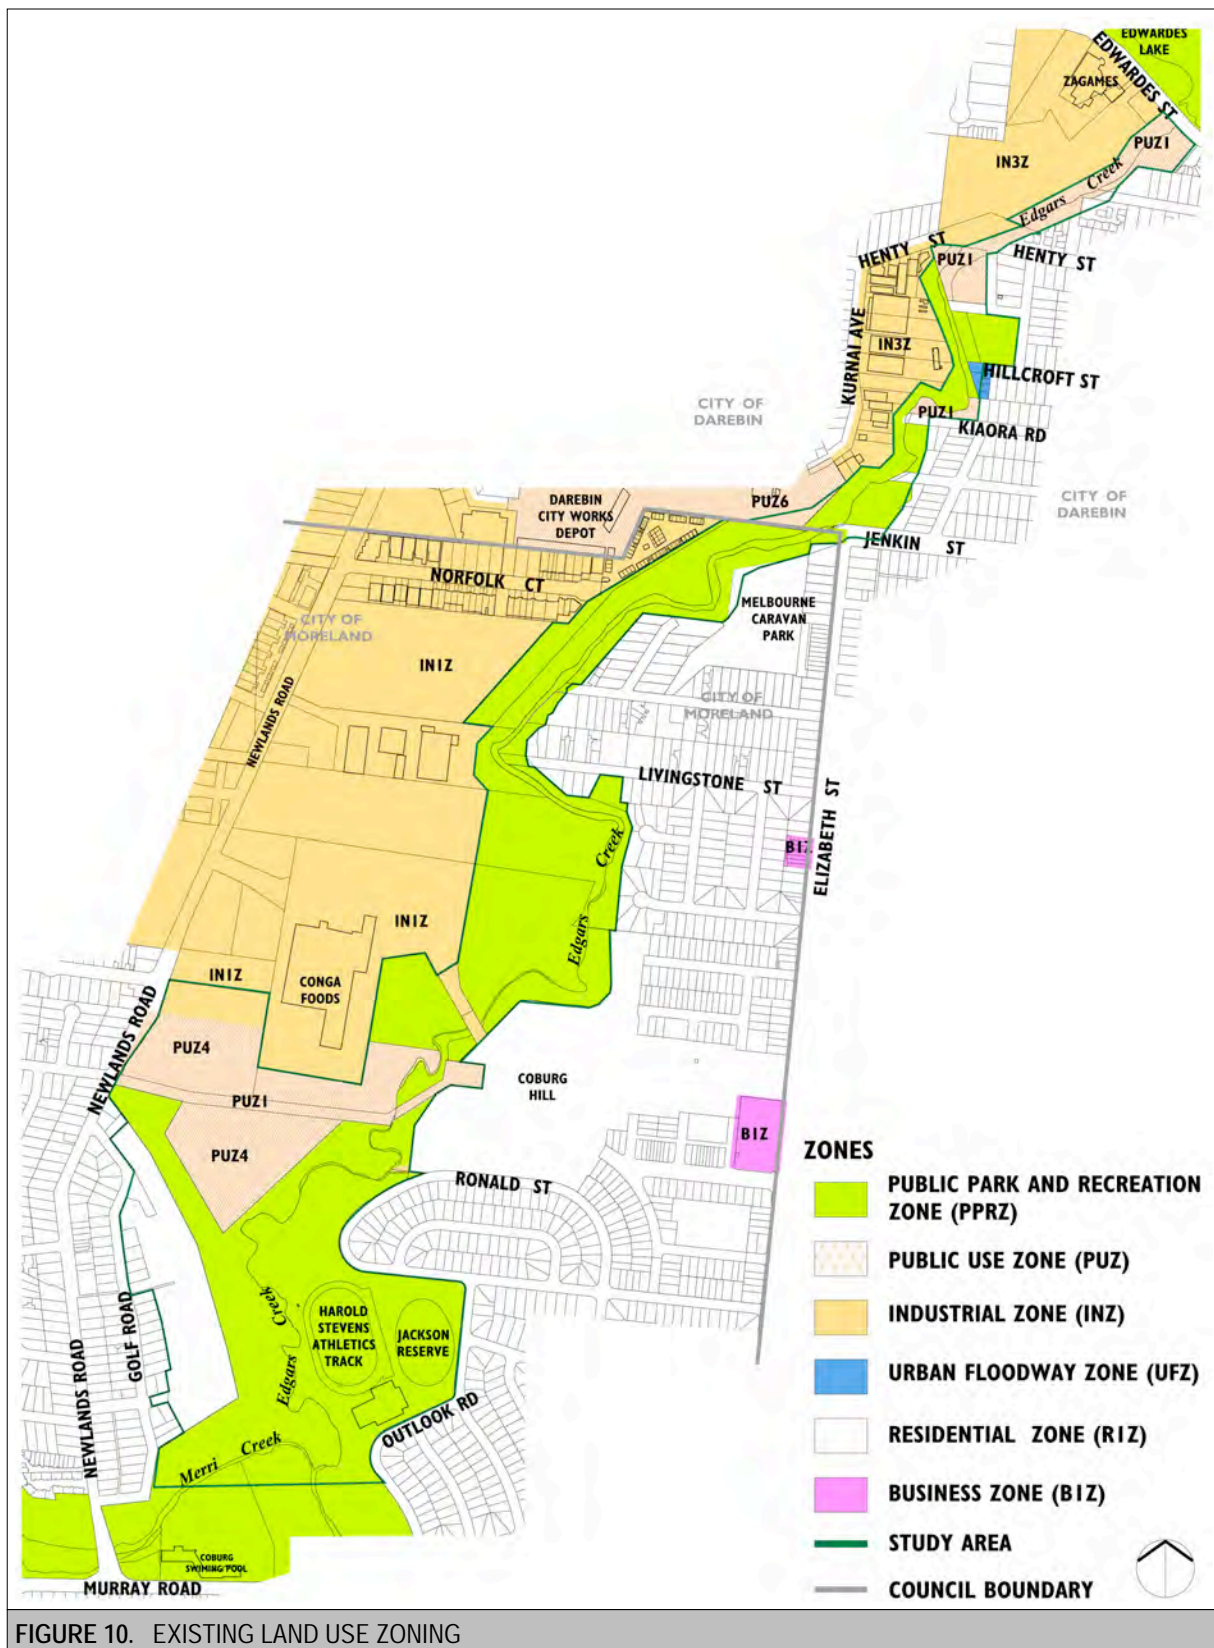 EDWARDES
LAKE
EDWARDES ST
ZAGAMES
PUZ1
IN3Z
Edgars Creek
HENTY ST
PUZ1
HENTY ST
KURNAI AVE
IN3Z
HILLCROFT ST
CITY OF
DAREBIN
PUZ1
KIAORA RD
CITY OF
DAREBIN
DAREBIN
CITY WORKS
DEPOT
PUZ6
JENKIN ST
NORFOLK CT
MELBOURNE
CARAVAN
PARK
CITY OF
MORELAND
IN1Z
CITY OF
MORELAND
NEWLANDS ROAD
LIVINGSTONE ST
ELIZABETH ST
B1Z
Edgars Creek
IN1Z
IN1Z
CONGA
FOODS
NEWLANDS ROAD
PUZ4
COBURG
HILL
PUZ1
B1Z
PUZ4
RONALD ST
ZONES
PUBLIC PARK AND RECREATION
ZONE (PPRZ)
PUBLIC USE ZONE (PUZ)
INDUSTRIAL ZONE (INZ)
URBAN FLOODWAY ZONE (UFZ)
RESIDENTIAL ZONE (R1Z)
BUSINESS ZONE (B1Z)
STUDY AREA
COUNCIL BOUNDARY
Edgars Creek
HAROLD
STEVENS
ATHLETICS
TRACK
JACKSON
RESERVE
GOLF ROAD
NEWLANDS ROAD
OUTLOOK RD
Merri Creek
COBURG
SWIMING POOL
MURRAY ROAD
FIGURE 10. EXISTING LAND USE ZONING